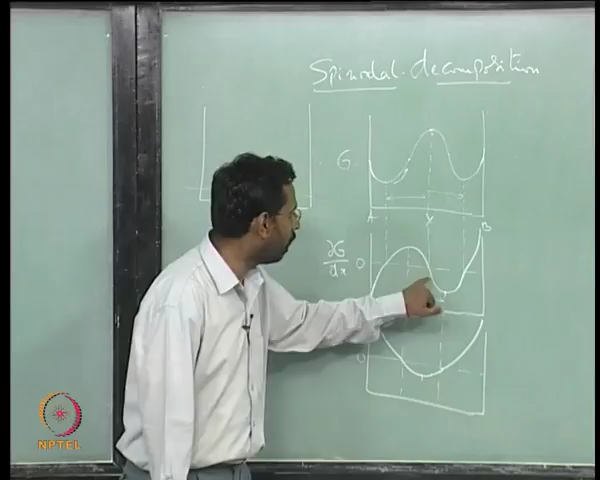 Spinodal decomposition
G
A X B
∂G
∂x
0
0
NPTEL